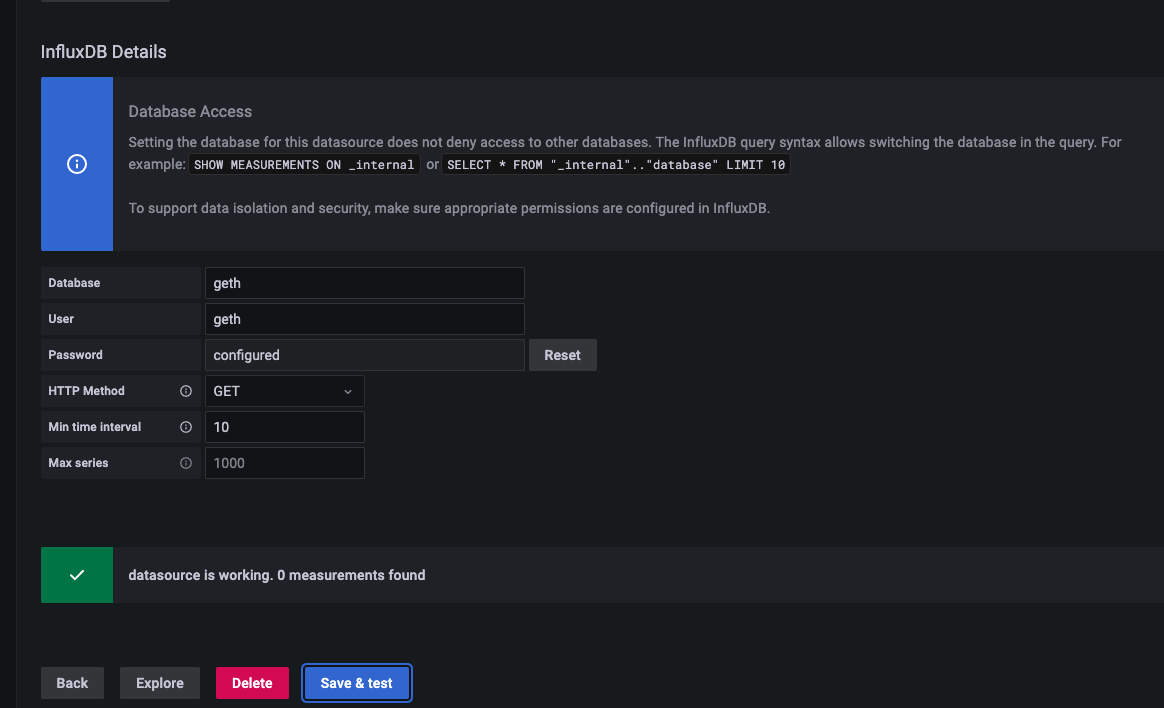 InfluxDB Details
Database Access
Setting the database for this datasource does not deny access to other databases. The InfluxDB query syntax allows switching the database in the query. For
example: SHOW MEASUREMENTS ON _internal or SELECT * FROM "_internal".."database" LIMIT 10
To support data isolation and security, make sure appropriate permissions are configured in InfluxDB.
Database geth
User geth
Password configured Reset
HTTP Method GET
Min time interval 10
Max series 1000
datasource is working. 0 measurements found
Back Explore Delete Save & test